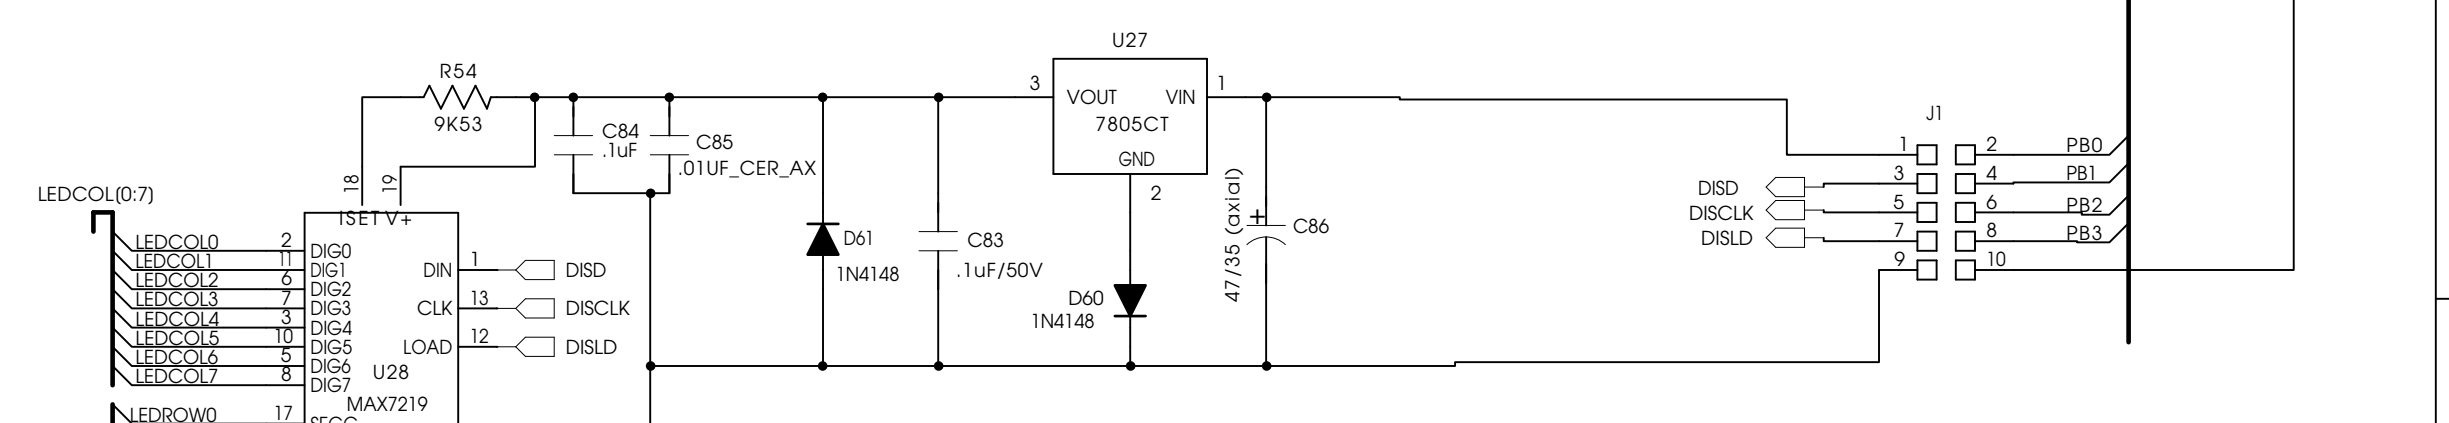 U27
R54
9K53
3
VOUT
VIN
1
7805CT
GND
2
J1
C84
.1uF
C85
.01UF_CER_AX
18
19
ISET V+
LEDCOL(0:7)
LEDCOL0
2
DIG0
LEDCOL1
11
DIG1
LEDCOL2
6
DIG2
LEDCOL3
7
DIG3
LEDCOL4
3
DIG4
LEDCOL5
10
DIG5
LEDCOL6
5
DIG6
LEDCOL7
8
DIG7
LEDROW0
17
DIN
1
DISD
CLK
13
DISCLK
LOAD
12
DISLD
U28
MAX7219
D61
1N4148
C83
.1uF/50V
D60
1N4148
47/35 (axial)
+
C86
DISD
DISCLK
DISLD
1
2
PB0
3
4
PB1
5
6
PB2
7
8
PB3
9
10